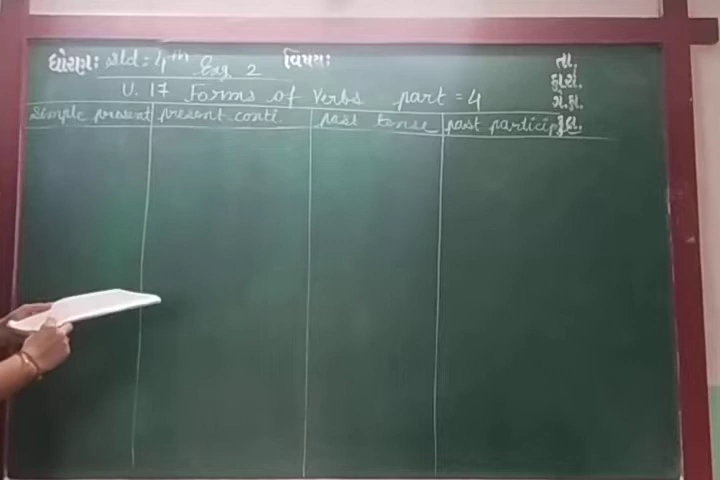 ધોરણ: Std : 4th Eng 2 વિષય:
તા.
U. 17 Forms of Verbs part = 4
હાજી.
ગે.હા.
કુલ.
Simple present present conti. past tense past particip